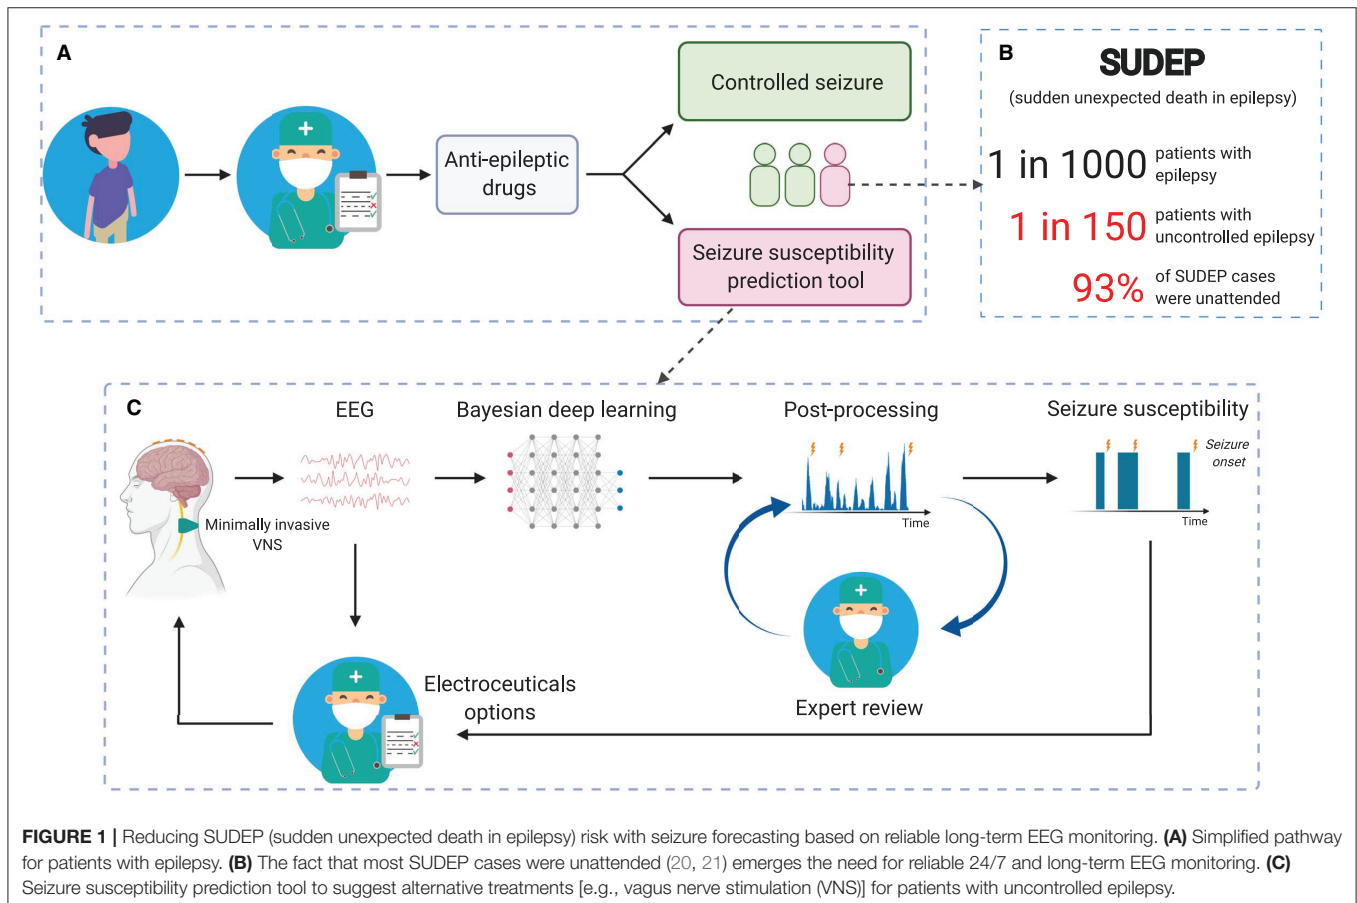 A
Controlled seizure
Anti-epileptic
drugs
Seizure susceptibility
prediction tool
B
SUDEP
(sudden unexpected death in epilepsy)
1 in 1000 patients with
epilepsy
1 in 150 patients with
uncontrolled epilepsy
93% of SUDEP cases
were unattended
C
EEG
Bayesian deep learning
Post-processing
Seizure susceptibility
Seizure
onset
Minimally invasive
VNS
Time
Time
Expert review
Electroceuticals
options
FIGURE 1 | Reducing SUDEP (sudden unexpected death in epilepsy) risk with seizure forecasting based on reliable long-term EEG monitoring. (A) Simplified pathway
for patients with epilepsy. (B) The fact that most SUDEP cases were unattended (20, 21) emerges the need for reliable 24/7 and long-term EEG monitoring. (C)
Seizure susceptibility prediction tool to suggest alternative treatments [e.g., vagus nerve stimulation (VNS)] for patients with uncontrolled epilepsy.